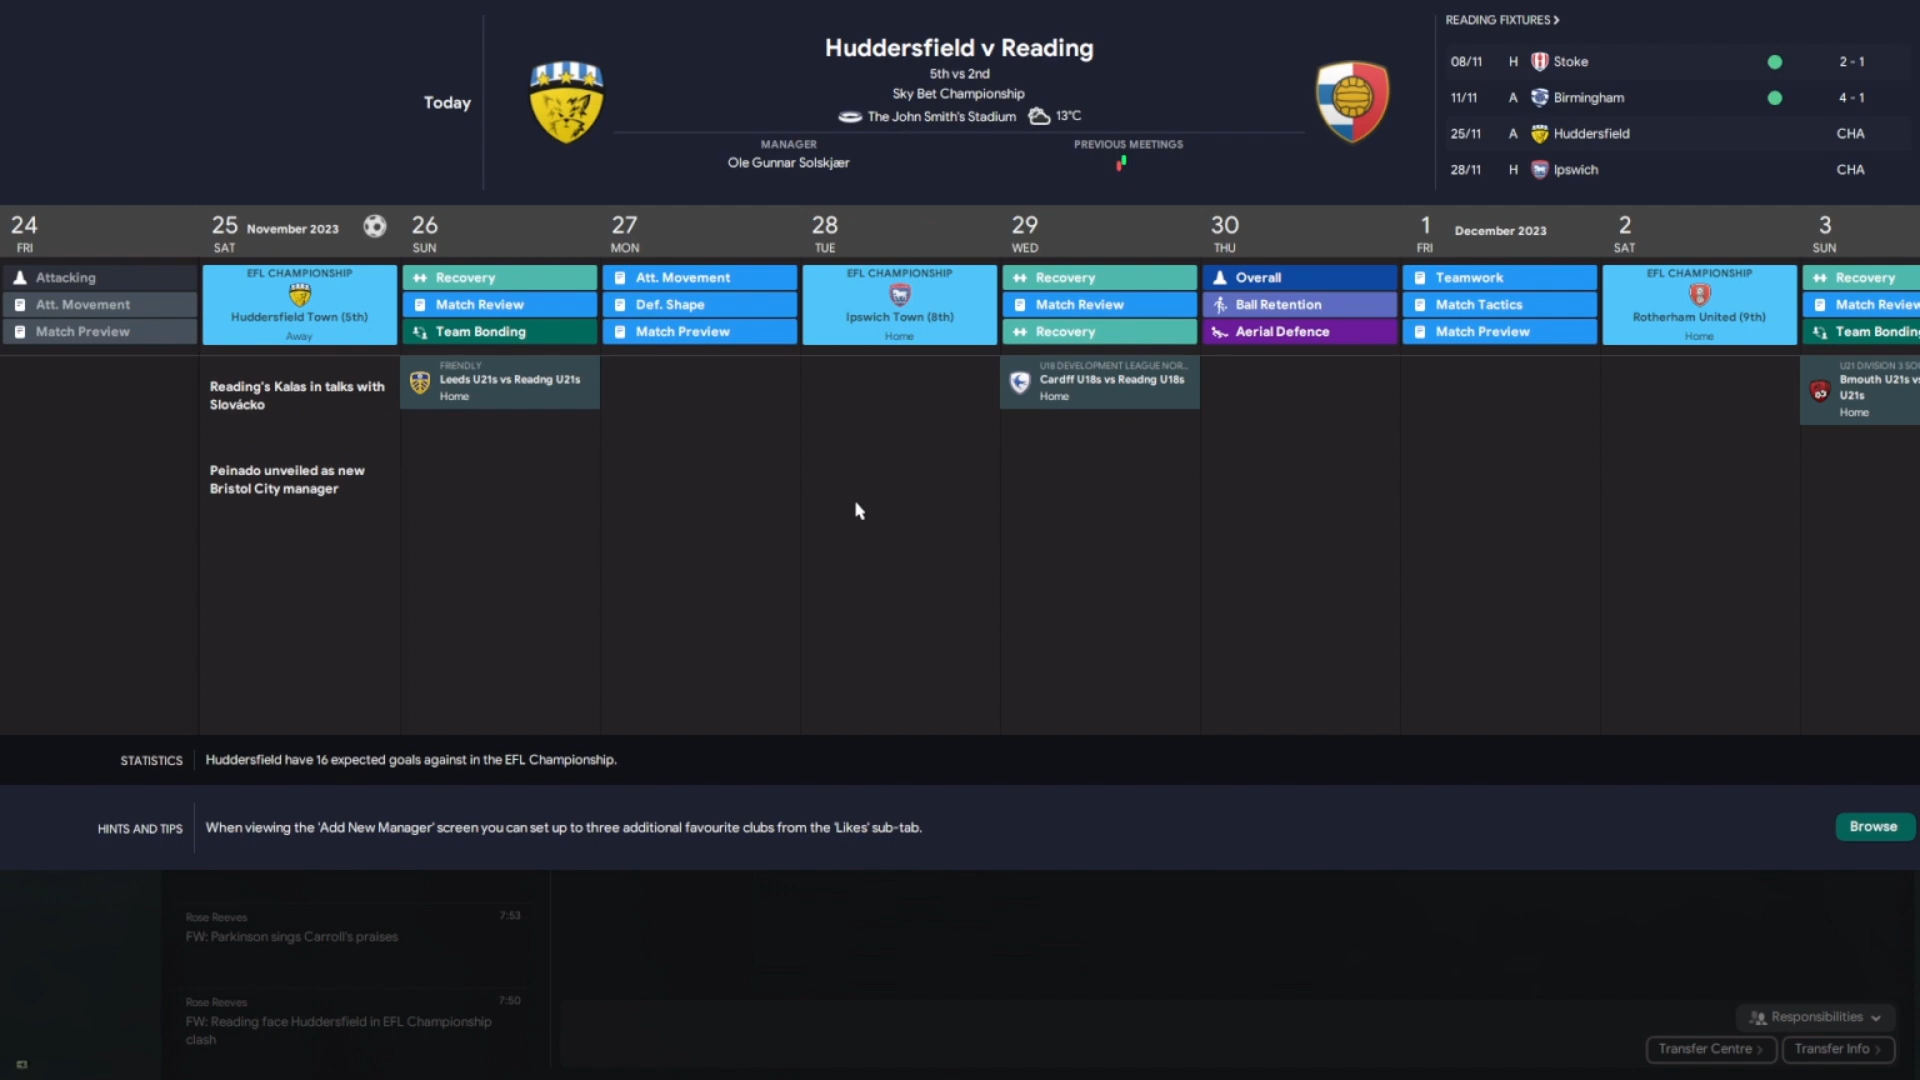 Today
Huddersfield v Reading
5th vs 2nd
Sky Bet Championship
The John Smith's Stadium 13°C
MANAGER
Ole Gunnar Solskjær
PREVIOUS MEETINGS
READING FIXTURES
08/11 H Stoke 2 - 1
11/11 A Birmingham 4 - 1
25/11 A Huddersfield CHA
28/11 H Ipswich CHA
24
FRI
25 November 2023
SAT
26
SUN
27
MON
28
TUE
29
WED
30
THU
1 December 2023
FRI
2
SAT
3
SUN
Attacking
Att. Movement
Match Preview
EFL CHAMPIONSHIP
Huddersfield Town (5th)
Away
Recovery
Match Review
Team Bonding
Att. Movement
Def. Shape
Match Preview
EFL CHAMPIONSHIP
Ipswich Town (8th)
Home
Recovery
Match Review
Recovery
Overall
Ball Retention
Aerial Defence
Teamwork
Match Tactics
Match Preview
EFL CHAMPIONSHIP
Rotherham United (9th)
Home
Recovery
Match Review
Team Bonding
Reading's Kalas in talks with
Slovácko
Peinado unveiled as new
Bristol City manager
FRIENDLY
Leeds U21s vs Readng U21s
Home
U18 DEVELOPMENT LEAGUE NOR...
Cardff U18s vs Readng U18s
Home
U21 DIVISION 3 SO
Bmouth U21s vs
U21s
Home
STATISTICS
Huddersfield have 16 expected goals against in the EFL Championship.
HINTS AND TIPS
When viewing the 'Add New Manager' screen you can set up to three additional favourite clubs from the 'Likes' sub-tab.
Browse
Rose Reeves 7:53
FW: Parkinson sings Carroll's praises
Rose Reeves 7:50
FW: Reading face Huddersfield in EFL Championship
clash
Responsibilities
Transfer Centre
Transfer Info